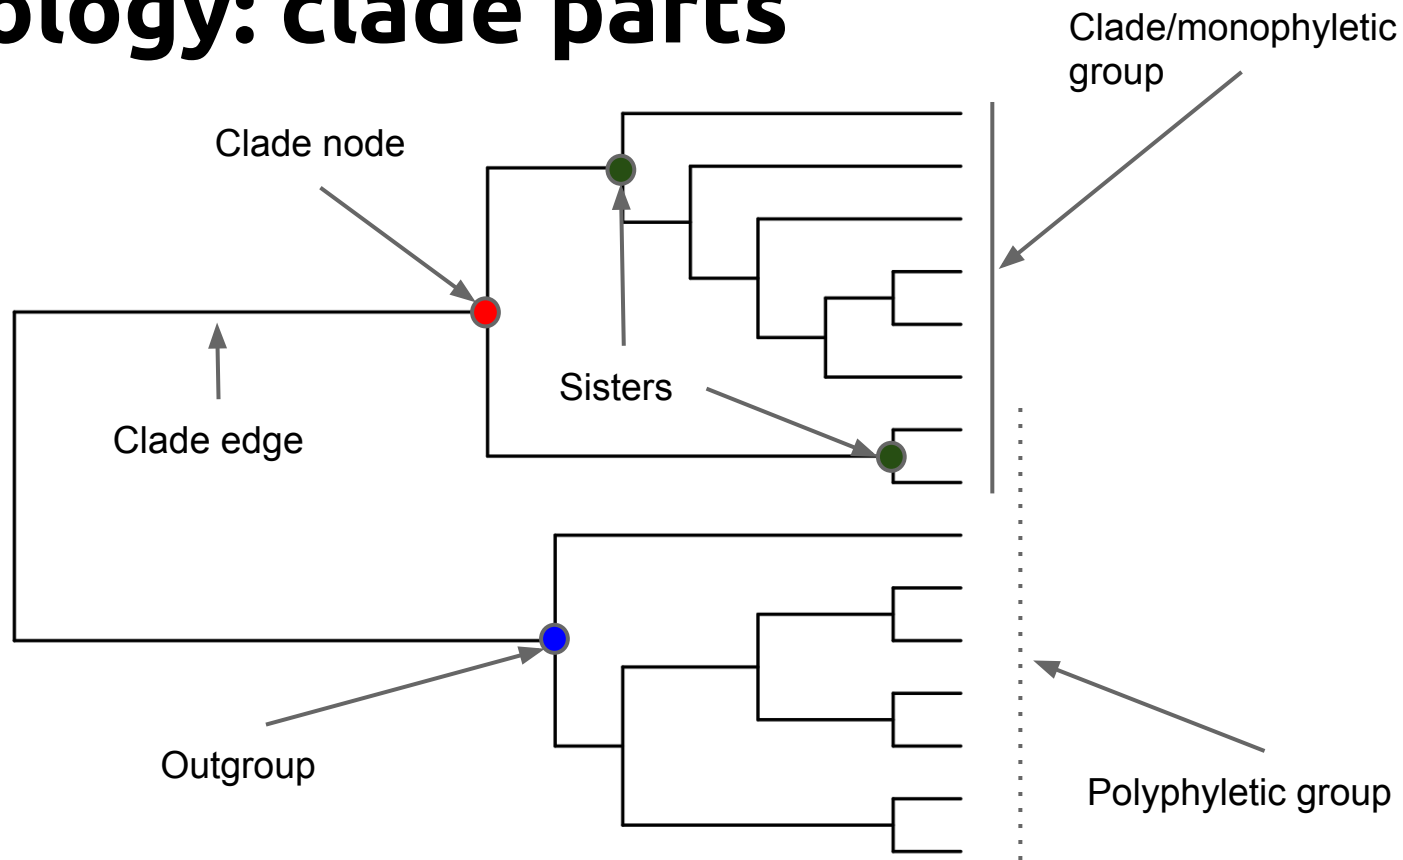 ology: clade parts
Clade/monophyletic
group
Clade node
Sisters
Clade edge
Outgroup
Polyphyletic group